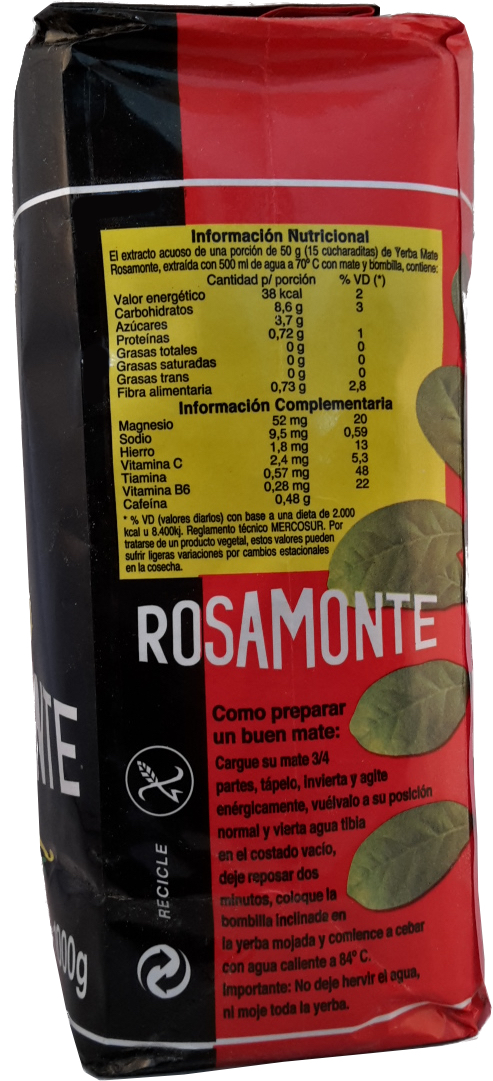 Información Nutricional
El extracto acuoso de una porción de 50 g (15 cucharaditas) de Yerba Mate
Rosamonte, extraída con 500 ml de agua a 70º C con mate y bombilla, contiene:
Cantidad p/ porción % VD (*)
Valor energético 38 kcal 2
Carbohidratos 8,6 g 3
Azúcares 3,7 g
Proteínas 0,72 g 1
Grasas totales 0 g 0
Grasas saturadas 0 g 0
Grasas trans 0 g 0
Fibra alimentaria 0,73 g 2,8
Información Complementaria
Magnesio 52 mg 20
Sodio 9,5 mg 0,59
Hierro 1,8 mg 13
Vitamina C 2,4 mg 5,3
Tiamina 0,57 mg 48
Vitamina B6 0,28 mg 22
Cafeína 0,48 g
* % VD (valores diarios) con base a una dieta de 2.000
kcal u 8.400kj. Reglamento técnico MERCOSUR. Por
tratarse de un producto vegetal, estos valores pueden
sufrir ligeras variaciones por cambios estacionales
en la cosecha.
ROSAMONTE
NTE
Como preparar
un buen mate:
Cargue su mate 3/4
partes, tápelo, invierta y agite
enérgicamente, vuélvalo a su posición
normal y vierta agua tibia
en el costado vacío,
deje reposar dos
minutos, coloque la
bombilla inclinada en
la yerba mojada y comience a cebar
con agua caliente a 84º C.
Importante: No deje hervir el agua,
ni moje toda la yerba.
RECICLE
1000g